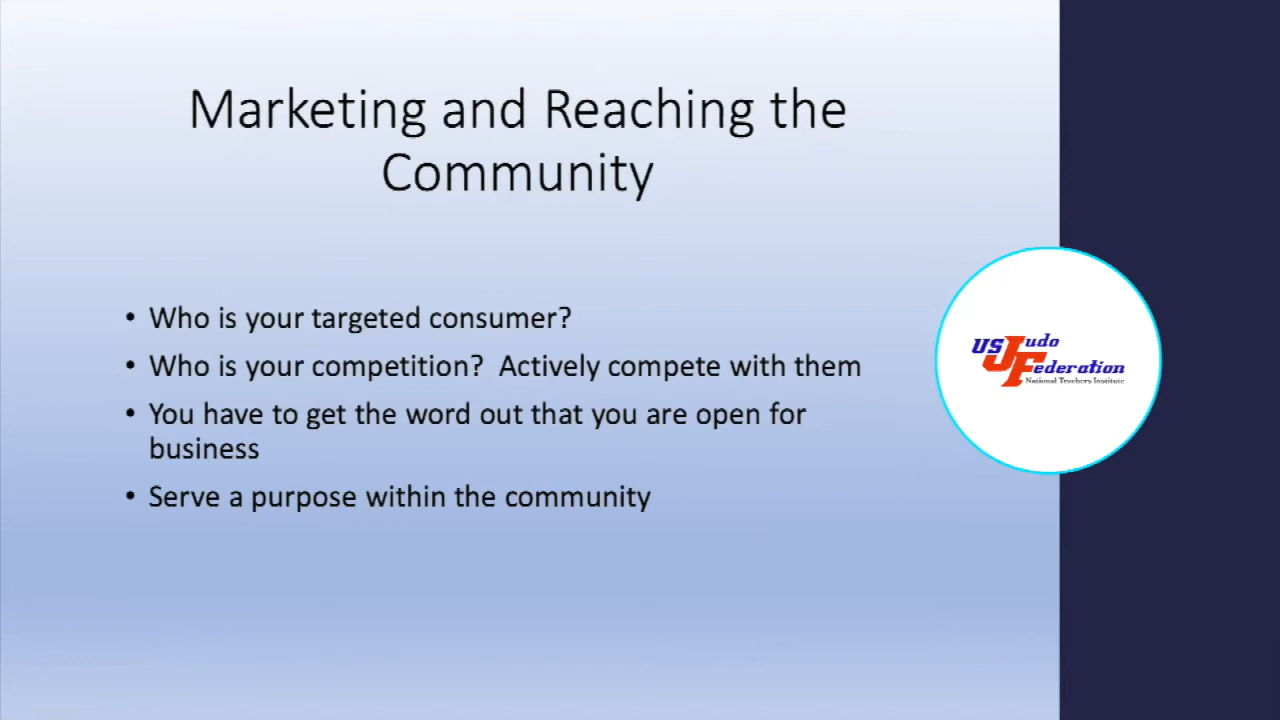 Marketing and Reaching the
Community
• Who is your targeted consumer?
• Who is your competition?  Actively compete with them
• You have to get the word out that you are open for
business
• Serve a purpose within the community
US Judo
Federation
National Teachers Institute